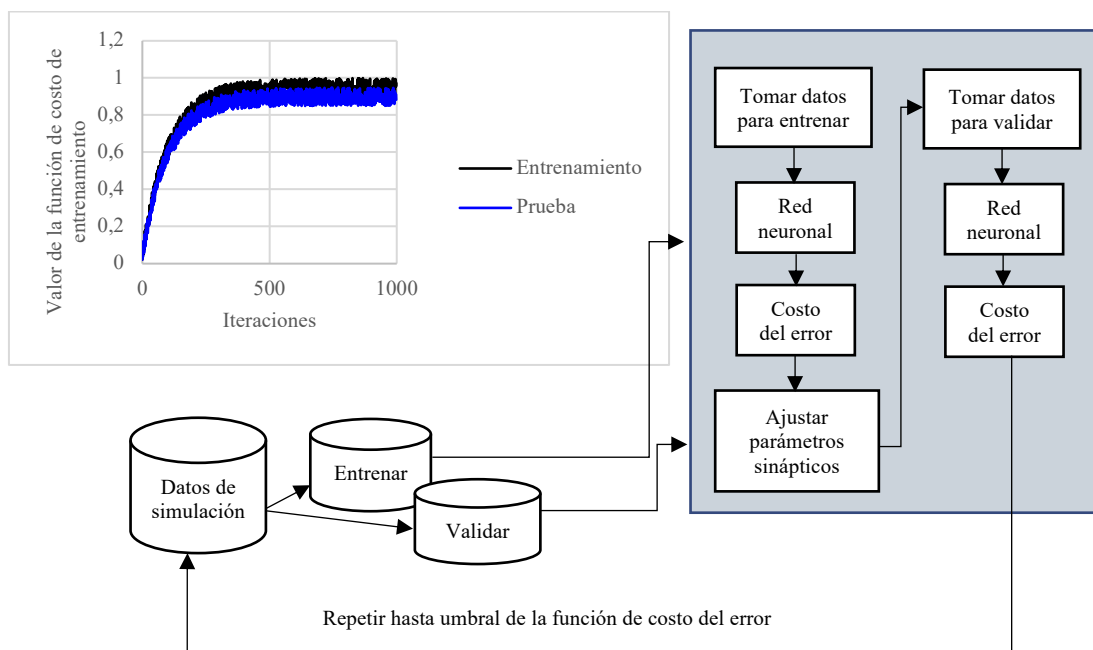 Valor de la función de costo de
entrenamiento
1,2
1
0,8
0,6
0,4
0,2
0
0
500
1000
Iteraciones
Entrenamiento
Prueba
Tomar datos
para entrenar
Red
neuronal
Costo
del error
Ajustar
parámetros
sinápticos
Tomar datos
para validar
Red
neuronal
Costo
del error
Datos de
simulación
Entrenar
Validar
Repetir hasta umbral de la función de costo del error